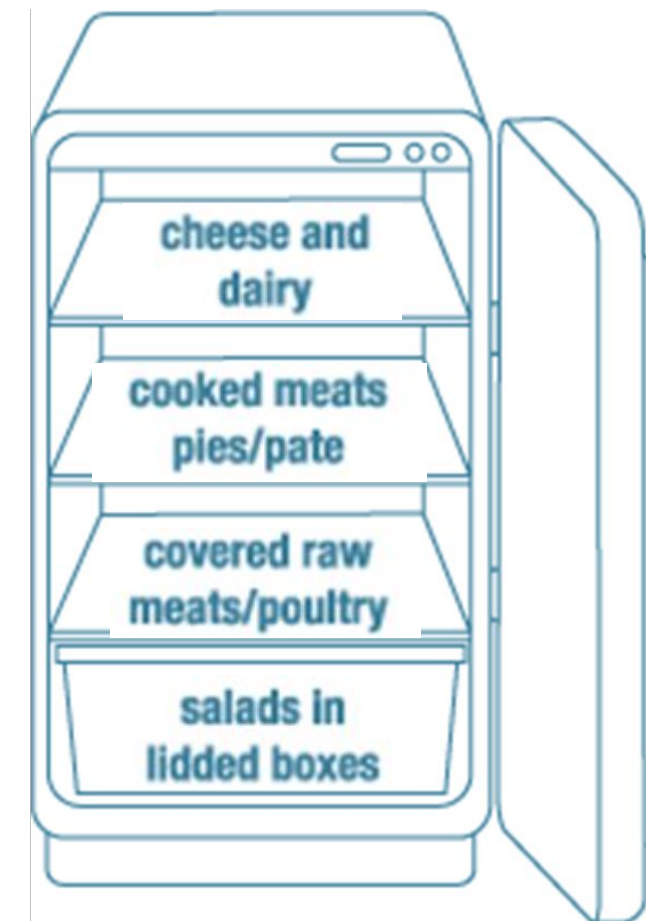 cheese and
dairy
cooked meats
pies/pate
covered raw
meats/poultry
salads in
lidded boxes